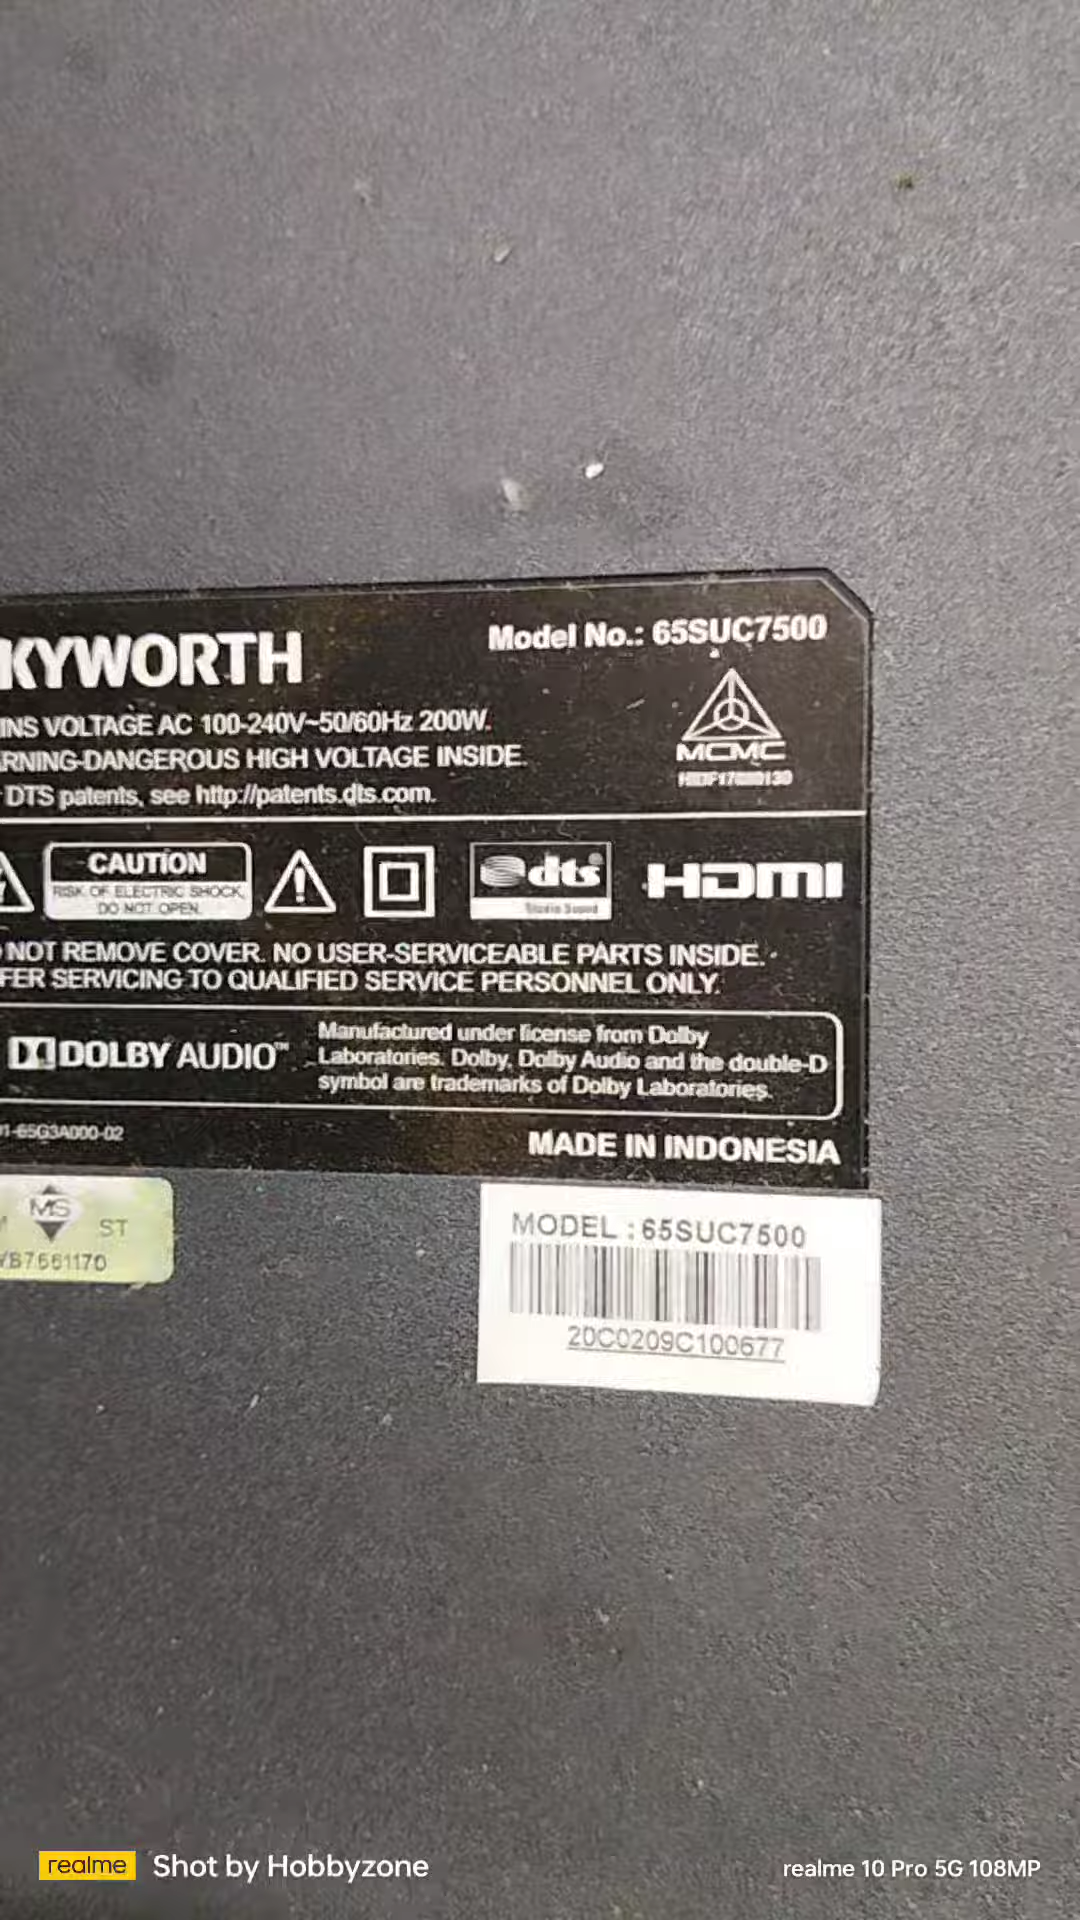 KYWORTH
Model No.: 65SUC7500
INS VOLTAGE AC 100-240V~50/60Hz 200W.
RNING-DANGEROUS HIGH VOLTAGE INSIDE.
DTS patents, see http://patents.dts.com.
MCMC
CAUTION
RISK OF ELECTRIC SHOCK
DO NOT OPEN
dts
Studio Sound
HDMI
NOT REMOVE COVER. NO USER-SERVICEABLE PARTS INSIDE.
FER SERVICING TO QUALIFIED SERVICE PERSONNEL ONLY.
DOLBY AUDIO™
Manufactured under license from Dolby
Laboratories. Dolby, Dolby Audio and the double-D
symbol are trademarks of Dolby Laboratories.
1-65G3A000-02
MADE IN INDONESIA
MS
ST
B7661170
MODEL : 65SUC7500
20C0209C100677
realme Shot by Hobbyzone
realme 10 Pro 5G 108MP